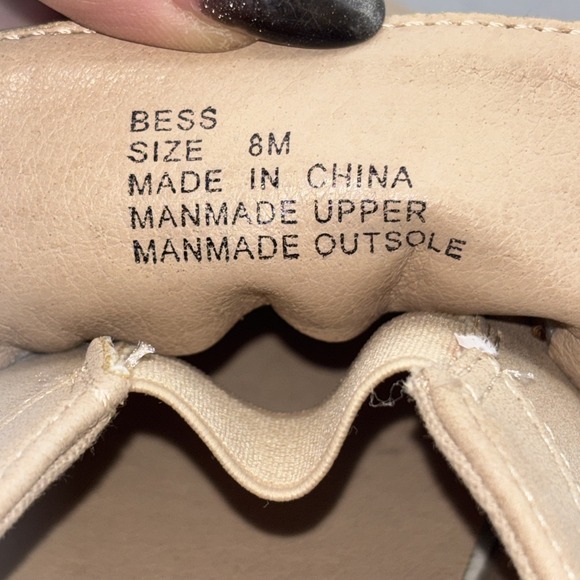 BESS
SIZE 8M
MADE IN CHINA
MANMADE UPPER
MANMADE OUTSOLE